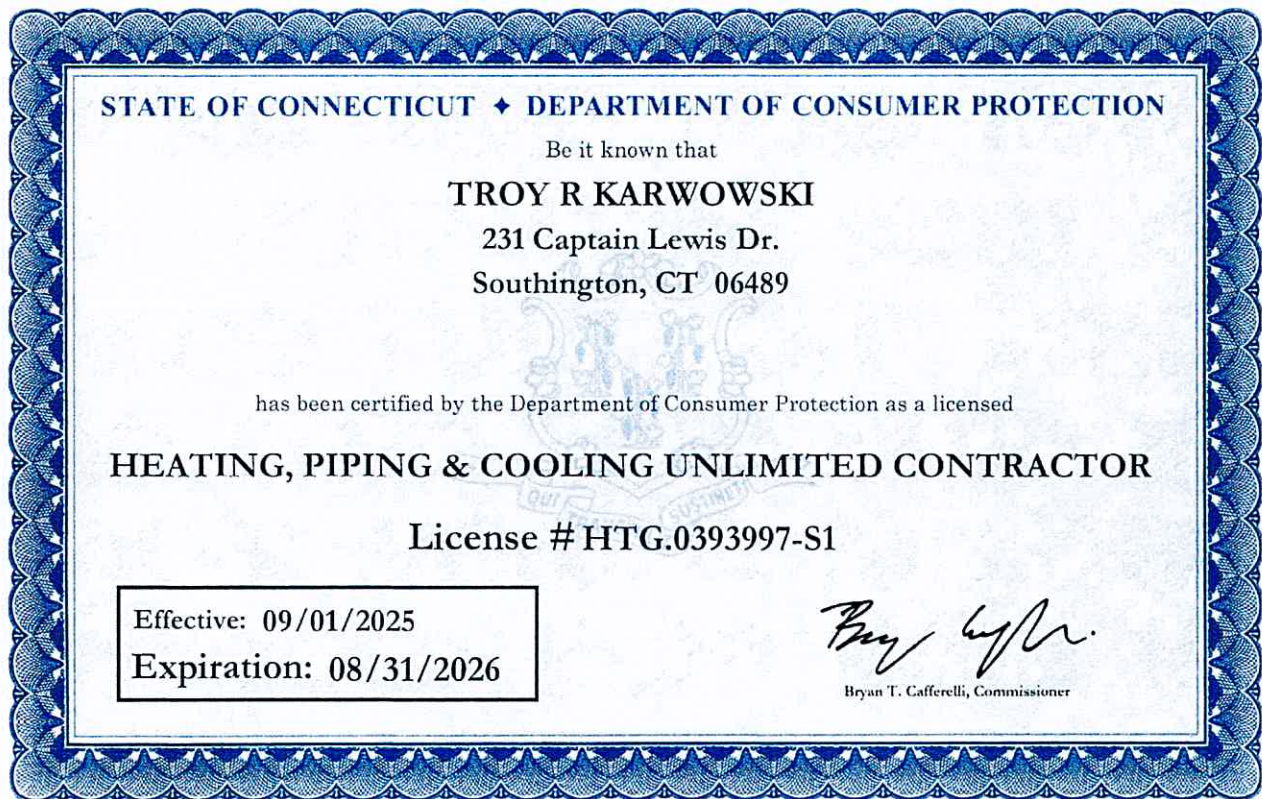 STATE OF CONNECTICUT ✦ DEPARTMENT OF CONSUMER PROTECTION
Be it known that
TROY R KARWOWSKI
231 Captain Lewis Dr.
Southington, CT 06489
has been certified by the Department of Consumer Protection as a licensed
HEATING, PIPING & COOLING UNLIMITED CONTRACTOR
QUI SUSTINET
License # HTG.0393997-S1
Effective: 09/01/2025
Expiration: 08/31/2026
Bryan T. Cafferelli, Commissioner